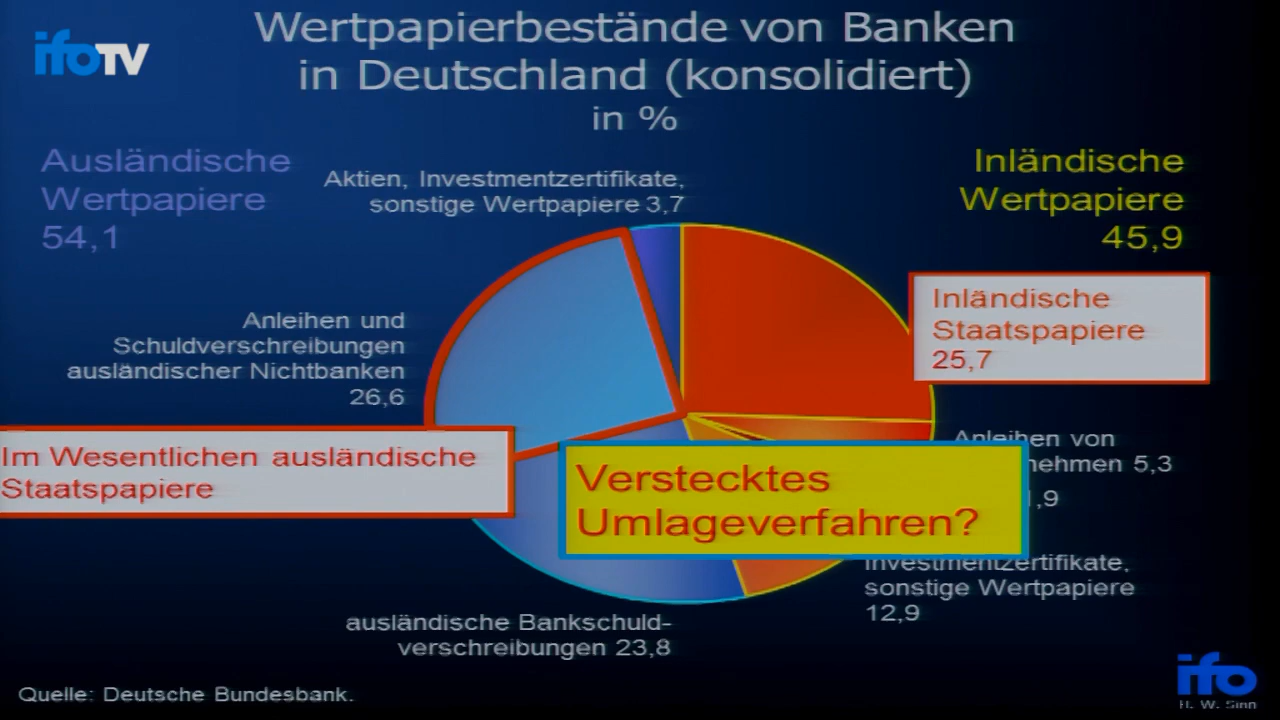 ifoTV
Wertpapierbestände von Banken
in Deutschland (konsolidiert)
in %
Ausländische
Wertpapiere
54,1
Aktien, Investmentzertifikate,
sonstige Wertpapiere 3,7
Inländische
Wertpapiere
45,9
Inländische
Staatspapiere
25,7
Anleihen und
Schuldverschreibungen
ausländischer Nichtbanken
26,6
Anleihen von
nehmen 5,3
,9
Im Wesentlichen ausländische
Staatspapiere
Verstecktes
Umlageverfahren?
Investmentzertifikate,
sonstige Wertpapiere
12,9
ausländische Bankschuld-
verschreibungen 23,8
Quelle: Deutsche Bundesbank.
ifo
H. W. Sinn